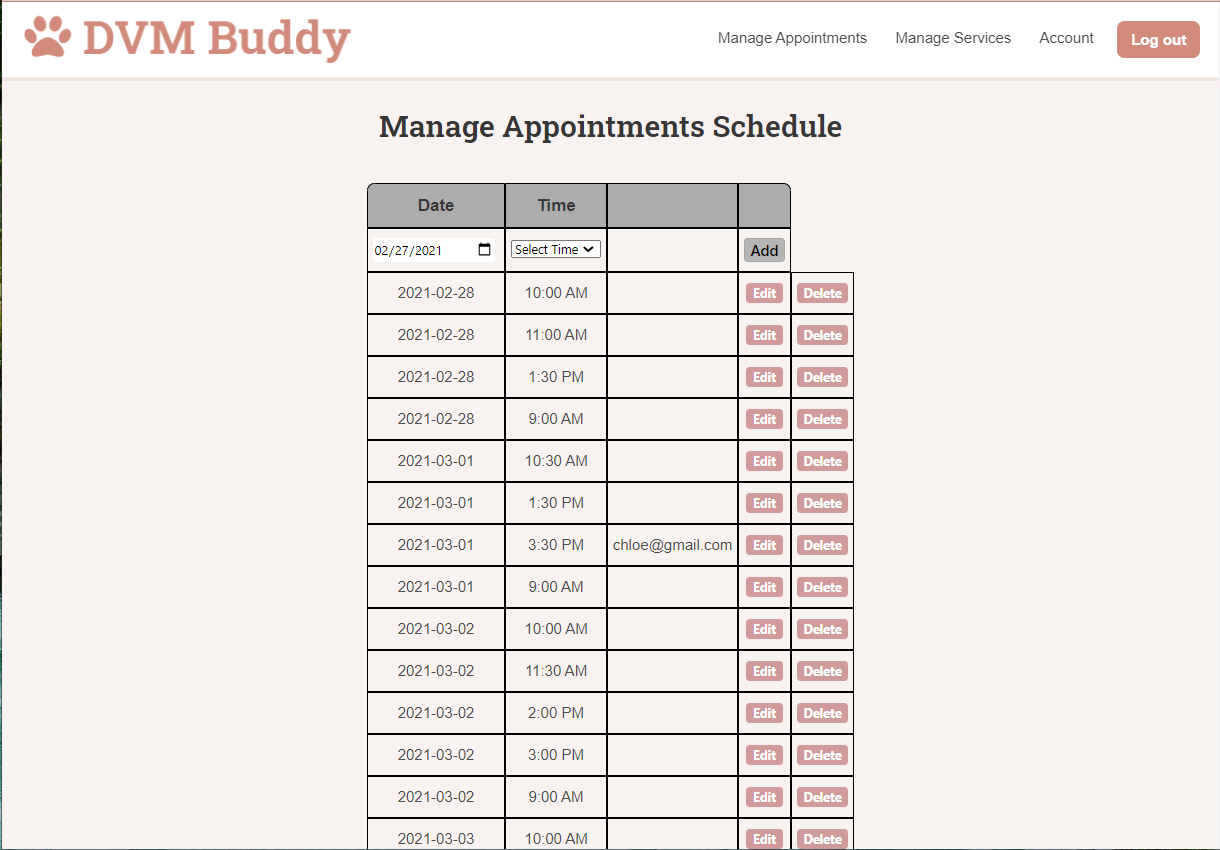 DVM Buddy Manage Appointments Manage Services Account Log out
Manage Appointments Schedule
Date Time
02/27/2021 Select Time Add
2021-02-28 10:00 AM Edit Delete
2021-02-28 11:00 AM Edit Delete
2021-02-28 1:30 PM Edit Delete
2021-02-28 9:00 AM Edit Delete
2021-03-01 10:30 AM Edit Delete
2021-03-01 1:30 PM Edit Delete
2021-03-01 3:30 PM chloe@gmail.com Edit Delete
2021-03-01 9:00 AM Edit Delete
2021-03-02 10:00 AM Edit Delete
2021-03-02 11:30 AM Edit Delete
2021-03-02 2:00 PM Edit Delete
2021-03-02 3:00 PM Edit Delete
2021-03-02 9:00 AM Edit Delete
2021-03-03 10:00 AM Edit Delete